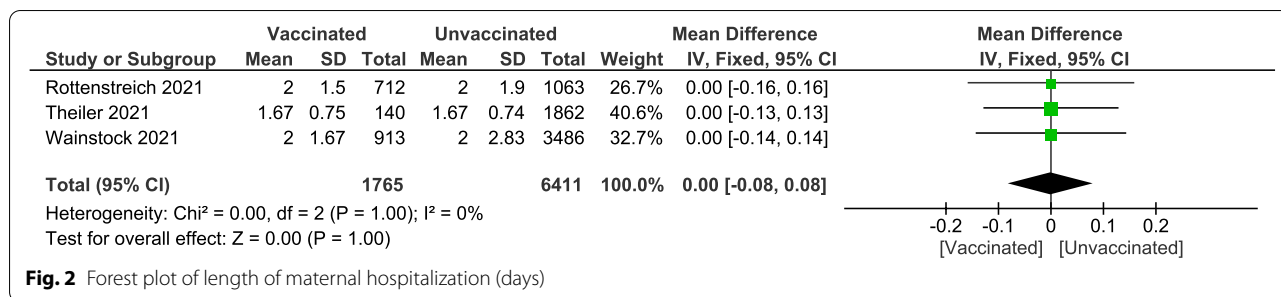 Vaccinated Unvaccinated Mean Difference Mean Difference
Study or Subgroup Mean SD Total Mean SD Total Weight IV, Fixed, 95% CI IV, Fixed, 95% CI
Rottenstreich 2021 2 1.5 712 2 1.9 1063 26.7% 0.00 [-0.16, 0.16]
Theiler 2021 1.67 0.75 140 1.67 0.74 1862 40.6% 0.00 [-0.13, 0.13]
Wainstock 2021 2 1.67 913 2 2.83 3486 32.7% 0.00 [-0.14, 0.14]
Total (95% CI) 1765 6411 100.0% 0.00 [-0.08, 0.08]
Heterogeneity: Chi² = 0.00, df = 2 (P = 1.00); I² = 0%
Test for overall effect: Z = 0.00 (P = 1.00)
-0.2 -0.1 0 0.1 0.2
[Vaccinated] [Unvaccinated]
Fig. 2 Forest plot of length of maternal hospitalization (days)